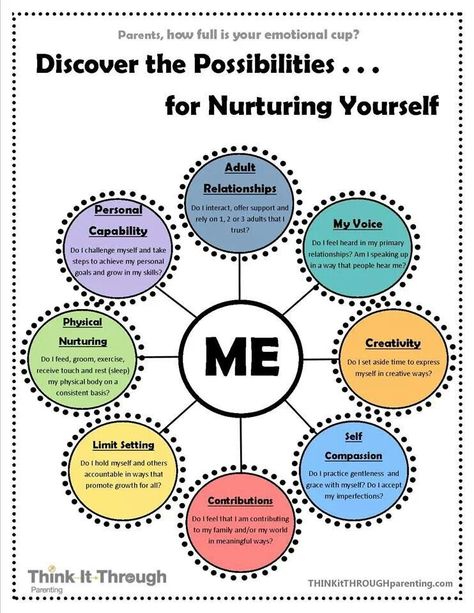 Parents, how full is your emotional cup?
Discover the Possibilities . . .
for Nurturing Yourself
Adult
Relationships
Do I interact, offer support and
rely on 1, 2 or 3 adults that I
trust?
My Voice
Do I feel heard in my primary
relationships? Am I speaking up
in a way that people hear me?
Creativity
Do I set aside time to express
myself in creative ways?
Self
Compassion
Do I practice gentleness and
grace with myself? Do I accept
my imperfections?
Contributions
Do I feel that I am contributing
to my family and/or my world
in meaningful ways?
Limit Setting
Do I hold myself and others
accountable in ways that
promote growth for all?
Physical
Nurturing
Do I feed, groom, exercise,
receive touch and rest (sleep)
my physical body on a
consistent basis?
Personal
Capability
Do I challenge myself and take
steps to achieve my personal
goals and grow in my skills?
ME
Think-It-Through
Parenting
THINKitTHROUGHparenting.com